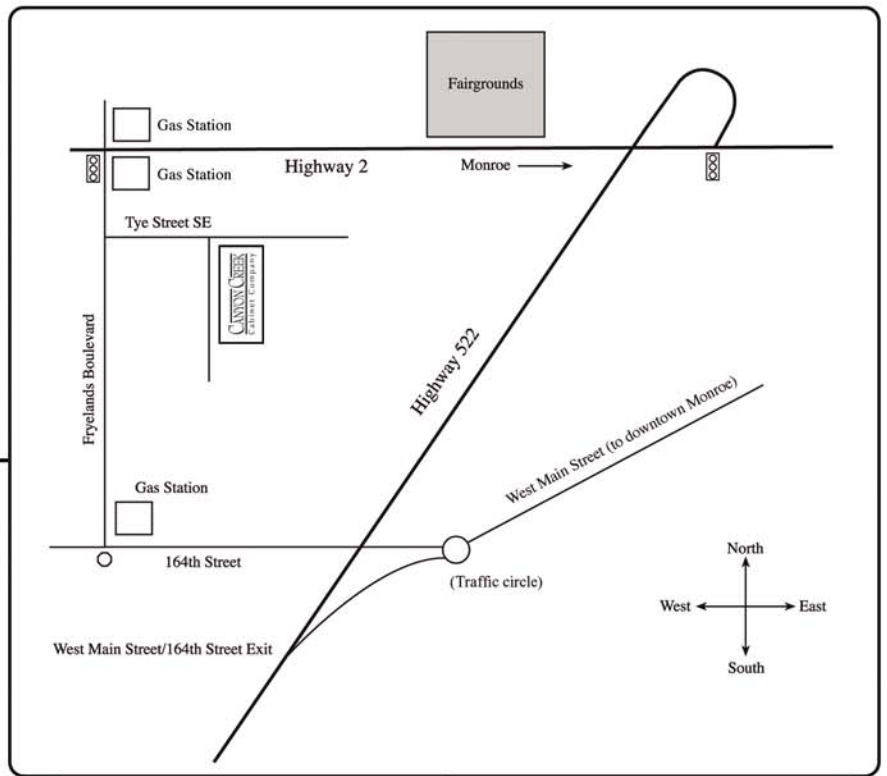 Fairgrounds
Gas Station
Highway 2
Monroe
Gas Station
Tye Street SE
CANYON CREEK
Cabinet Company
Fryelands Boulevard
Highway 522
West Main Street (to downtown Monroe)
Gas Station
164th Street
(Traffic circle)
West Main Street/164th Street Exit
North
West
East
South